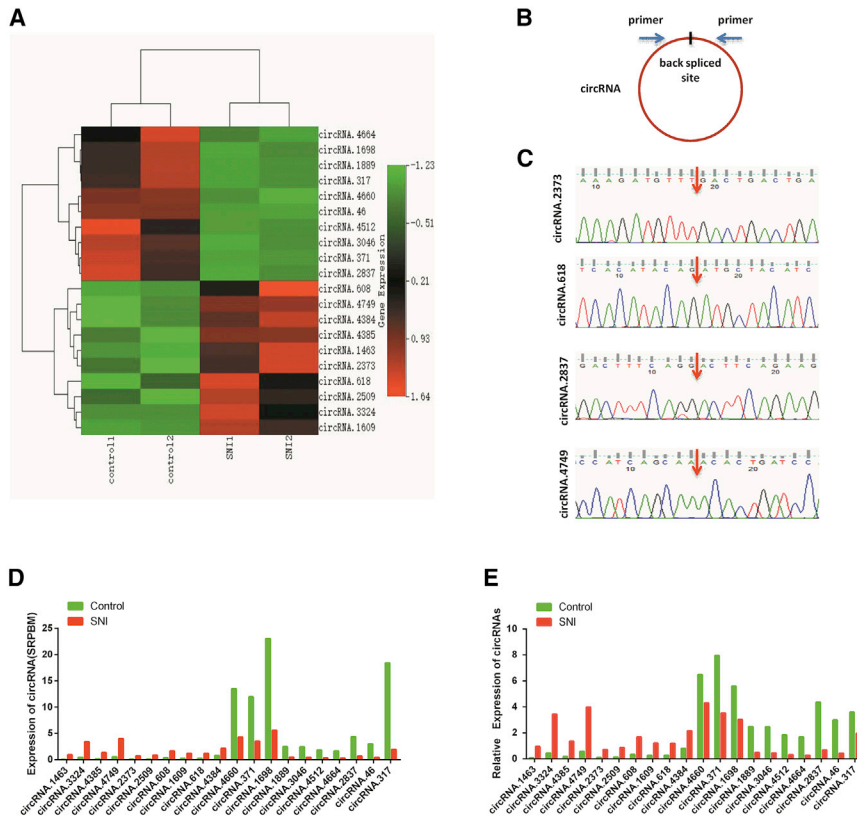 A
circRNA.4664
circRNA.1698
circRNA.1889
circRNA.317
circRNA.4660
circRNA.46
circRNA.4512
circRNA.3046
circRNA.371
circRNA.2837
circRNA.608
circRNA.4749
circRNA.4384
circRNA.4385
circRNA.1463
circRNA.2373
circRNA.618
circRNA.2509
circRNA.3324
circRNA.1609
-1.23
-0.51
0.21
0.93
1.64
Gene Expression
control1
control2
SNI1
SNI2
B
primer
primer
back spliced
site
circRNA
C
circRNA.2373
A A A G A T G T T T G A C T G A C T G A
10 20
circRNA.618
T C A C A T A C A G A T G C T A C A T C
10 20
circRNA.2837
G A C T T T C A G G A C T T C A G A A G
10 20
circRNA.4749
C C A T C A G C A A A C A C T G A T C C
10 20
D
Control
SNI
Expression of circRNA(SRPBM)
25
20
15
10
5
0
circRNA.1463
circRNA.3324
circRNA.4385
circRNA.4749
circRNA.2373
circRNA.2509
circRNA.608
circRNA.1609
circRNA.618
circRNA.4384
circRNA.4660
circRNA.371
circRNA.1698
circRNA.1889
circRNA.3046
circRNA.4512
circRNA.4664
circRNA.2837
circRNA.46
circRNA.317
E
Control
SNI
Relative Expression of circRNAs
10
8
6
4
2
0
circRNA.1463
circRNA.3324
circRNA.4385
circRNA.4749
circRNA.2373
circRNA.2509
circRNA.608
circRNA.1609
circRNA.618
circRNA.4384
circRNA.4660
circRNA.371
circRNA.1698
circRNA.1889
circRNA.3046
circRNA.4512
circRNA.4664
circRNA.2837
circRNA.46
circRNA.317